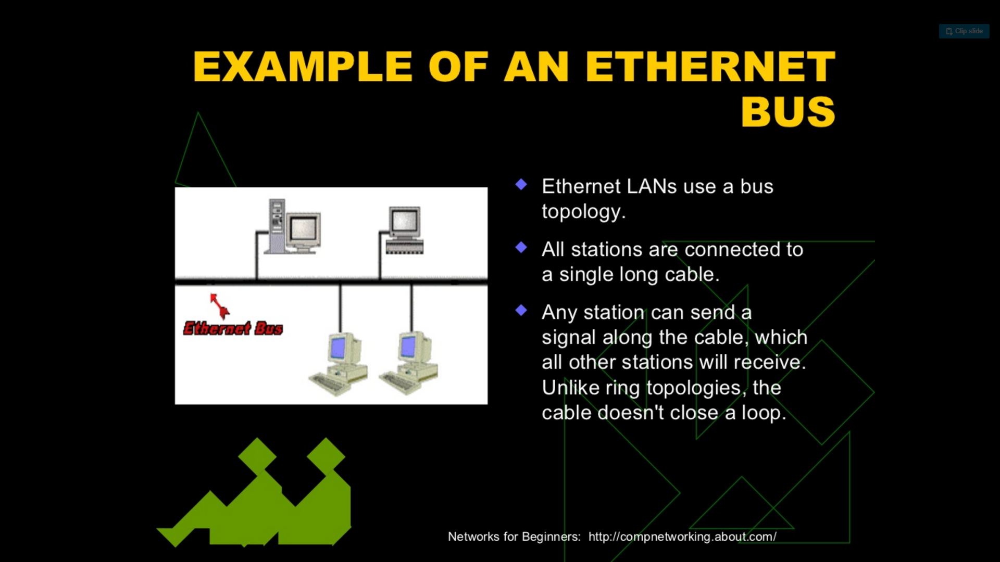 Clip slide
EXAMPLE OF AN ETHERNET
BUS
Ethernet Bus
Ethernet LANs use a bus
topology.
All stations are connected to
a single long cable.
Any station can send a
signal along the cable, which
all other stations will receive.
Unlike ring topologies, the
cable doesn't close a loop.
Networks for Beginners: http://compnetworking.about.com/